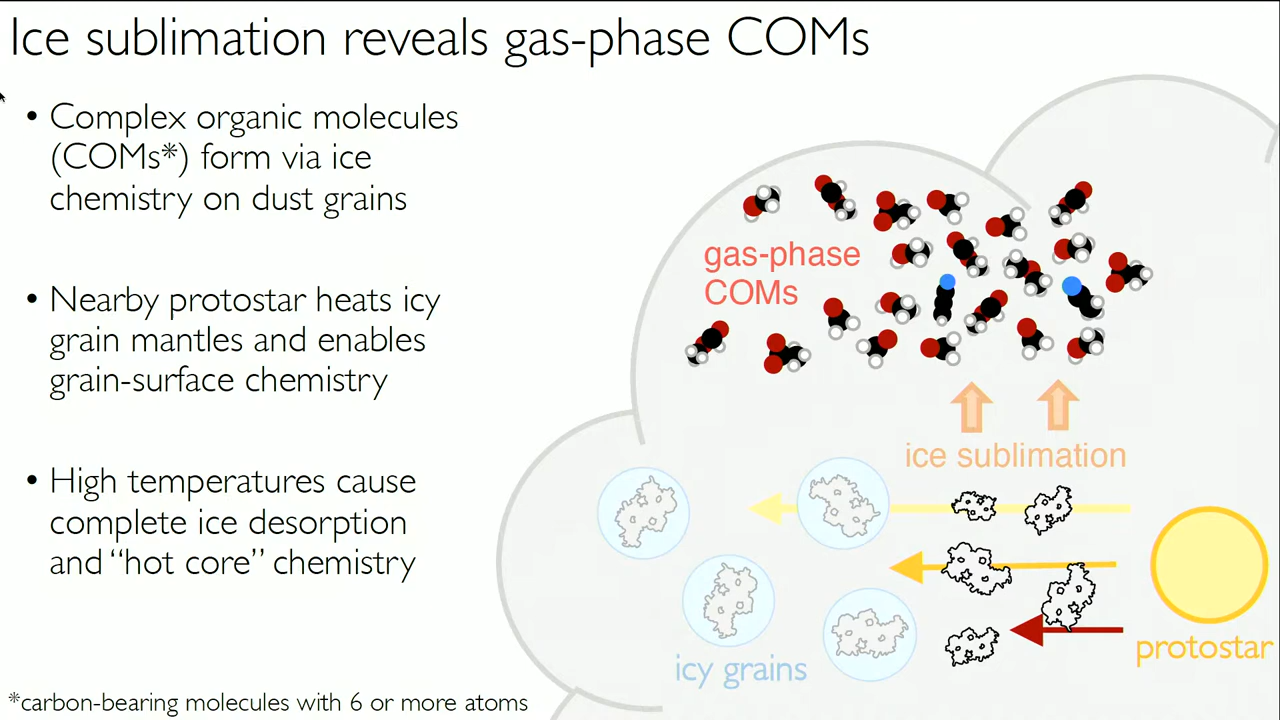 Ice sublimation reveals gas-phase COMs
• Complex organic molecules
(COMs*) form via ice
chemistry on dust grains
• Nearby protostar heats icy
grain mantles and enables
grain-surface chemistry
• High temperatures cause
complete ice desorption
and “hot core” chemistry
*carbon-bearing molecules with 6 or more atoms
gas-phase
COMs
ice sublimation
icy grains
protostar